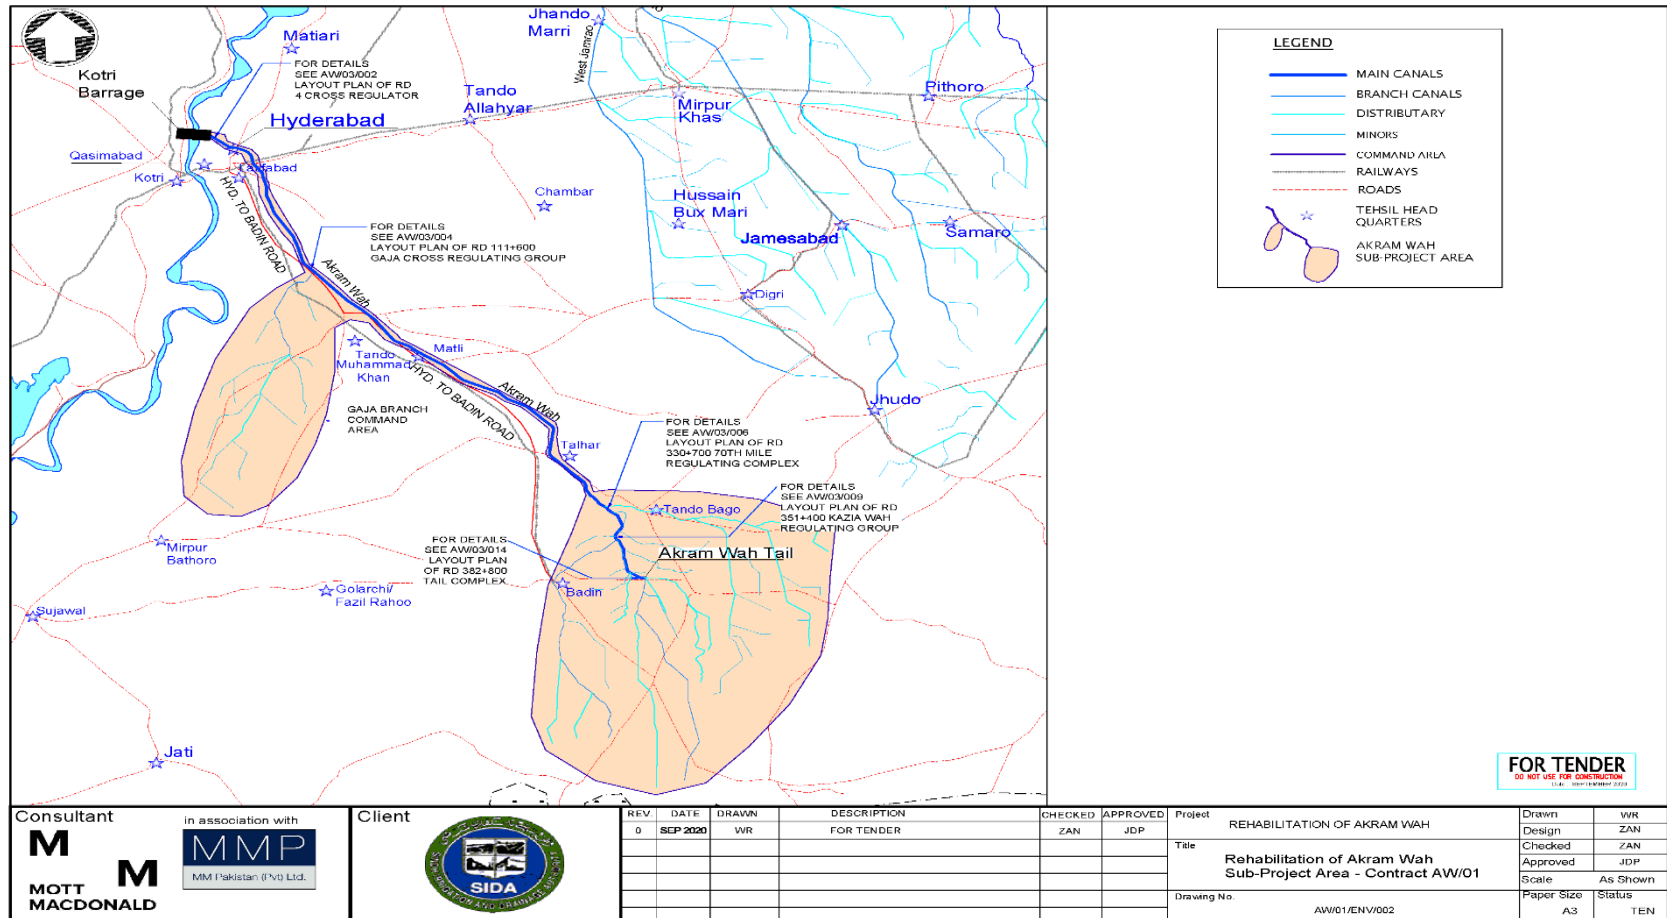 Jhando
Marri
West Jamrao
Matiari
FOR DETAILS
SEE AW/03/002
LAYOUT PLAN OF RD
4 CROSS REGULATOR
Kotri
Barrage
Tando
Allahyar
Pithoro
Mirpur
Khas
Hyderabad
Qasimabad
Kotri
HYD. TO BADIN ROAD
Chambar
Hussain
Bux Mari
Jamesabad
Samaro
FOR DETAILS
SEE AW/03/004
LAYOUT PLAN OF RD 111+600
GAJA CROSS REGULATING GROUP
Akram Wah
Digri
Tando
Muhammad
Khan
Matli
HYD. TO BADIN ROAD
Akram Wah
Jhudo
GAJA BRANCH
COMMAND
AREA
FOR DETAILS
SEE AW/03/006
LAYOUT PLAN OF RD
330+700 70TH MILE
REGULATING COMPLEX
Talhar
FOR DETAILS
SEE AW/03/009
LAYOUT PLAN OF RD
351+400 KAZIA WAH
REGULATING GROUP
Tando Bago
FOR DETAILS
SEE AW/03/014
LAYOUT PLAN
OF RD 382+800
TAIL COMPLEX
Akram Wah Tail
Mirpur
Bathoro
Badin
Golarchi/
Fazil Rahoo
Sujawal
Jati
LEGEND
MAIN CANALS
BRANCH CANALS
DISTRIBUTARY
MINORS
COMMAND AREA
RAILWAYS
ROADS
TEHSIL HEAD
QUARTERS
AKRAM WAH
SUB-PROJECT AREA
FOR TENDER
DO NOT USE FOR CONSTRUCTION
Consultant
in association with
M
M
MOTT
MACDONALD
MMP
MM Pakistan (Pvt) Ltd.
Client
SIDA
REV. DATE DRAWN DESCRIPTION CHECKED APPROVED
0 SEP 2020 WR FOR TENDER ZAN JDP
Project
REHABILITATION OF AKRAM WAH
Title
Rehabilitation of Akram Wah
Sub-Project Area - Contract AW/01
Drawing No.
AW/01/ENV/002
Drawn WR
Design ZAN
Checked ZAN
Approved JDP
Scale As Shown
Paper Size Status
A3 TEN